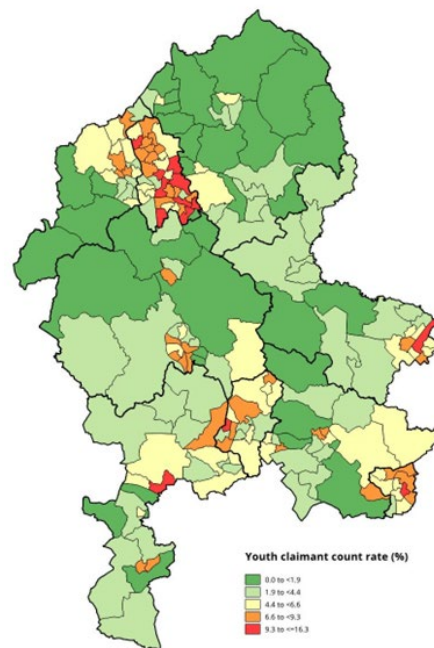 Youth claimant count rate (%)
0.0 to <1.9
1.9 to <4.4
4.4 to <6.6
6.6 to <9.3
9.3 to <=16.3